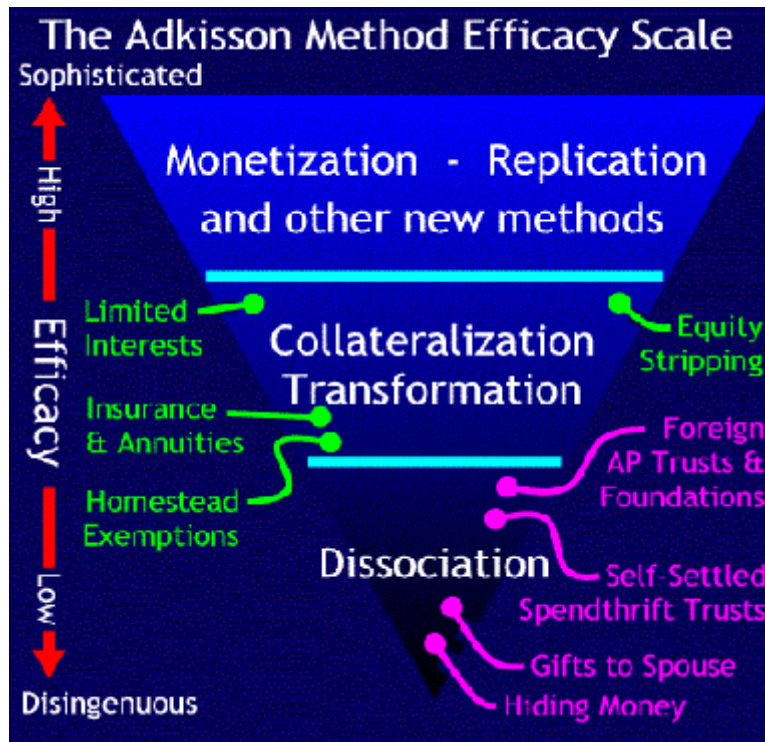 The Adkisson Method Efficacy Scale
Sophisticated
High
Efficacy
Low
Disingenuous
Monetization - Replication
and other new methods
Limited
Interests
Equity
Stripping
Collateralization
Transformation
Insurance
& Annuities
Homestead
Exemptions
Foreign
AP Trusts &
Foundations
Dissociation
Self-Settled
Spendthrift Trusts
Gifts to Spouse
Hiding Money